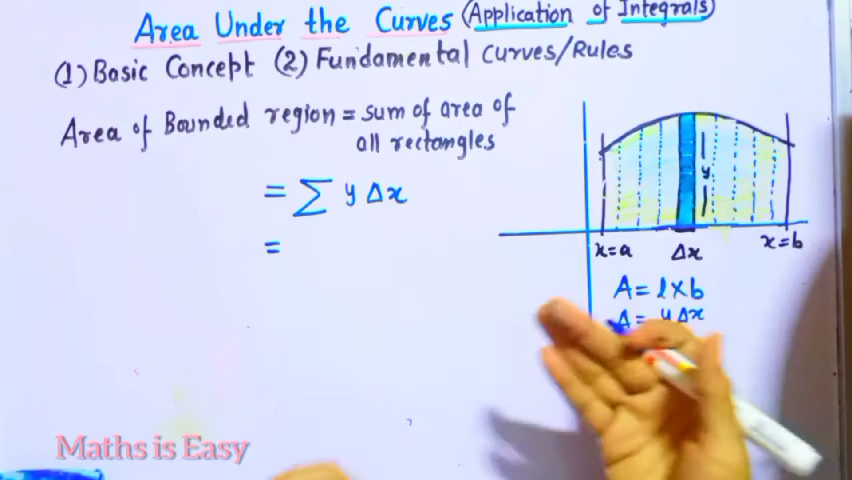 Area Under the Curves (Application of Integrals)
(1) Basic Concept (2) Fundamental Curves/Rules
Area of Bounded region = sum of area of
all rectangles
= ∑ y Δx
=
y
x=a Δx x=b
A = l×b
A = y Δx
Maths is Easy